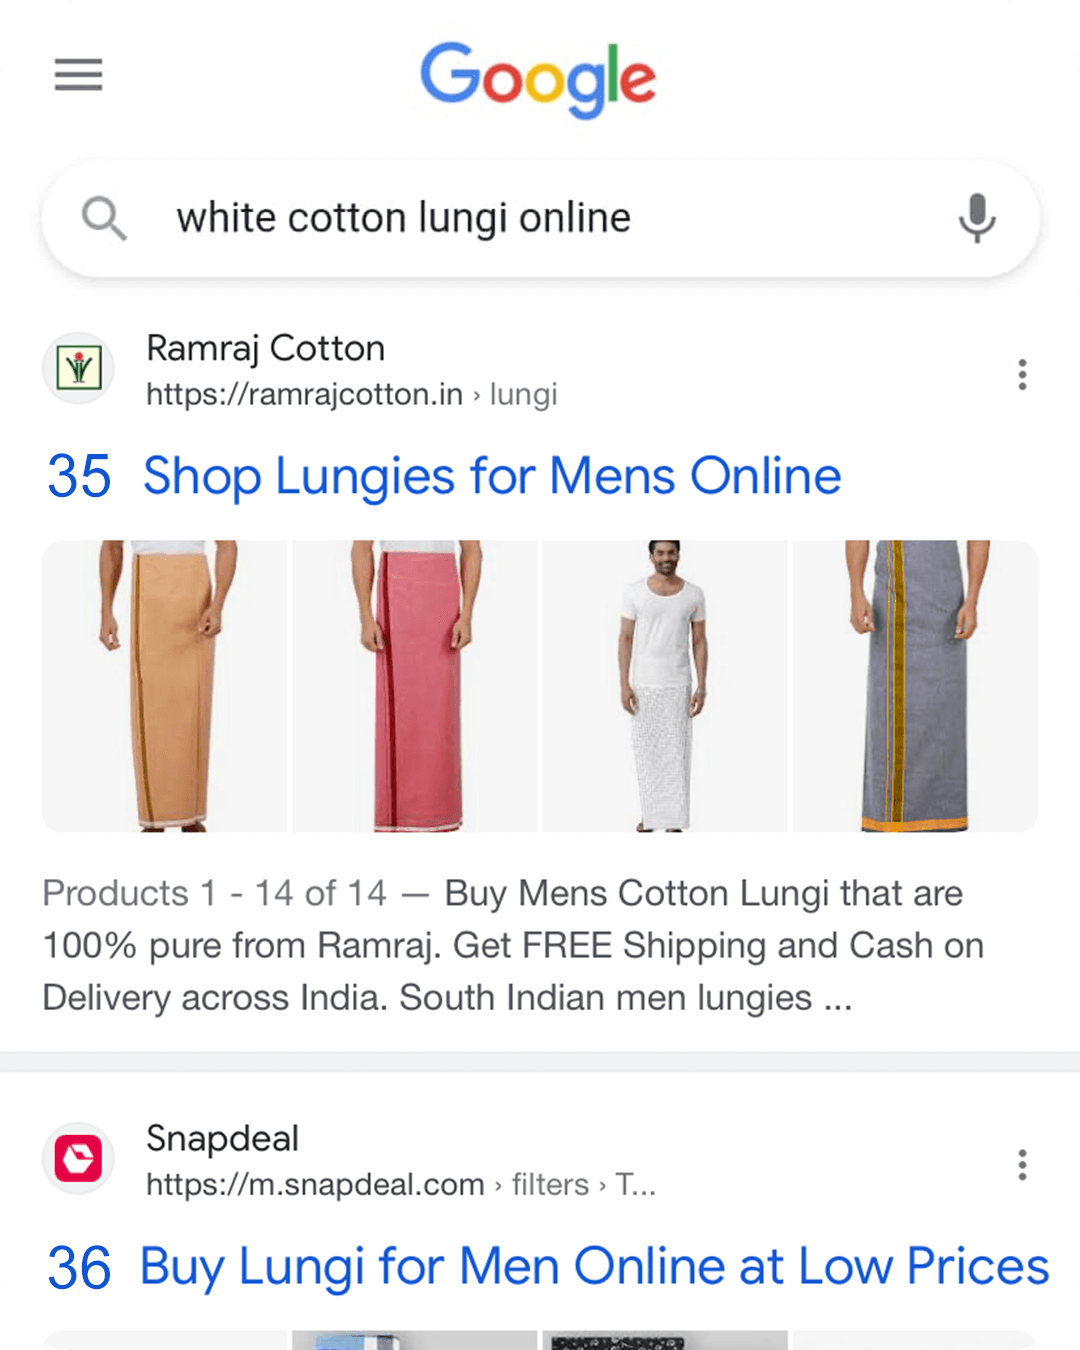 Google
white cotton lungi online
Ramraj Cotton
https://ramrajcotton.in › lungi
35 Shop Lungies for Mens Online
Products 1 - 14 of 14 — Buy Mens Cotton Lungi that are
100% pure from Ramraj. Get FREE Shipping and Cash on
Delivery across India. South Indian men lungies ...
Snapdeal
https://m.snapdeal.com › filters › T...
36 Buy Lungi for Men Online at Low Prices